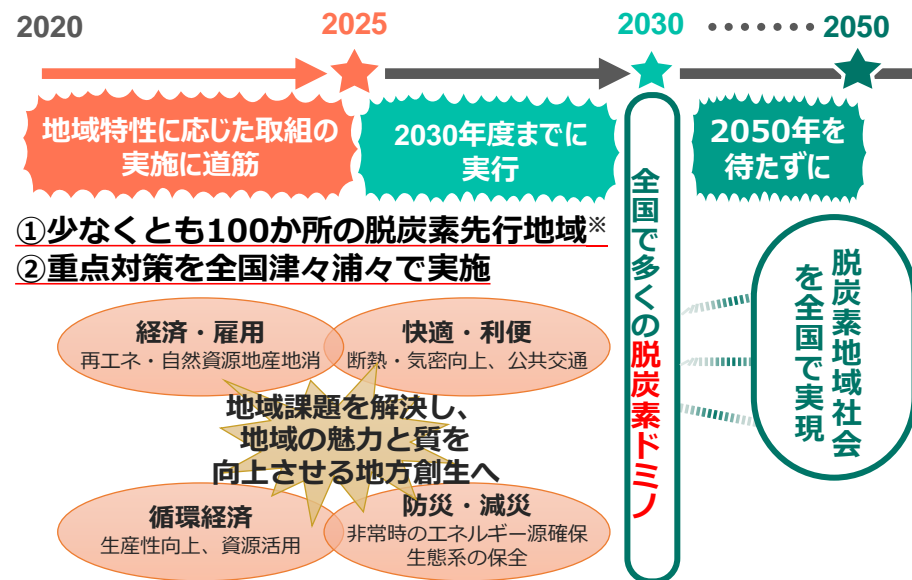 2020
2025
2030
2050
地域特性に応じた取組の
実施に道筋
2030年度までに
実行
2050年を
待たずに
①少なくとも100か所の脱炭素先行地域※
②重点対策を全国津々浦々で実施
経済・雇用
再エネ・自然資源地産地消
快適・利便
断熱・気密向上、公共交通
地域課題を解決し、
地域の魅力と質を
向上させる地方創生へ
循環経済
生産性向上、資源活用
防災・減災
非常時のエネルギー源確保
生態系の保全
全国で多くの脱炭素ドミノ
脱炭素地域社会
を全国で実現